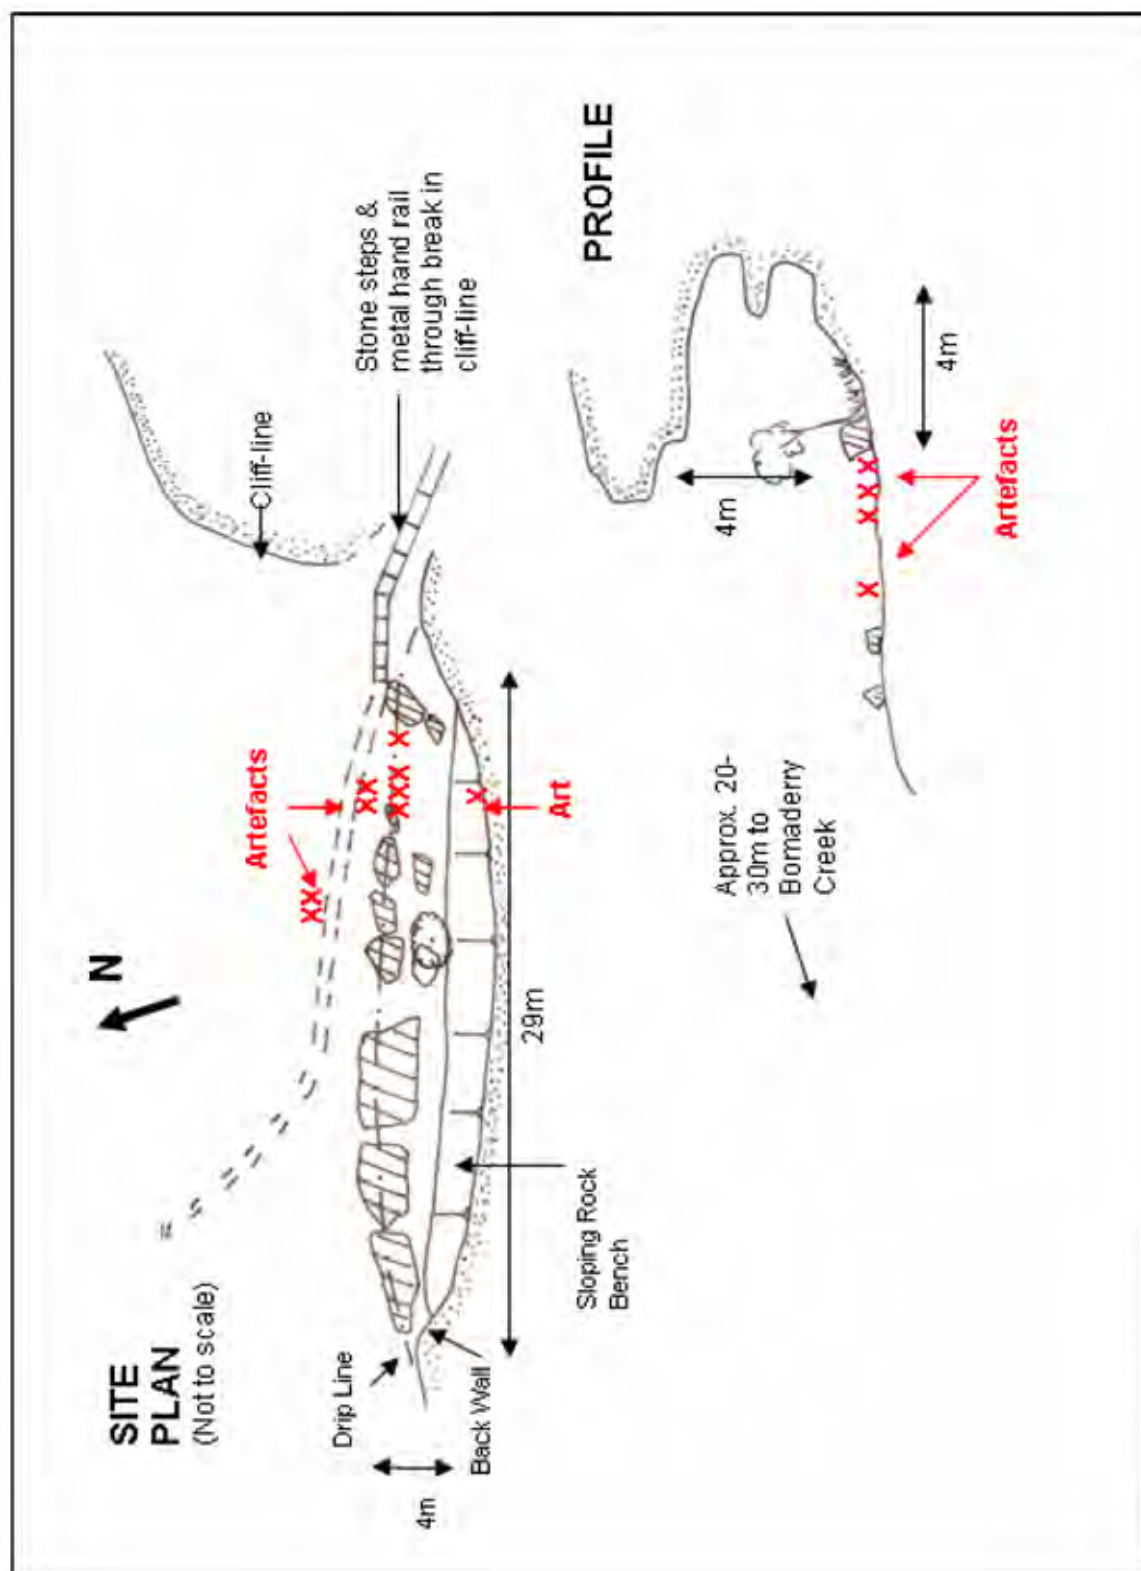 SITE
PLAN
(Not to scale)
N
Artefacts
XX
XX
XXX X
X
Art
Cliff-line
Stone steps &
metal hand rail
through break in
cliff-line
Drip Line
4m
Back Wall
Sloping Rock
Bench
29m
PROFILE
4m
4m
X X X X
Artefacts
Approx. 20-
30m to
Bomaderry
Creek